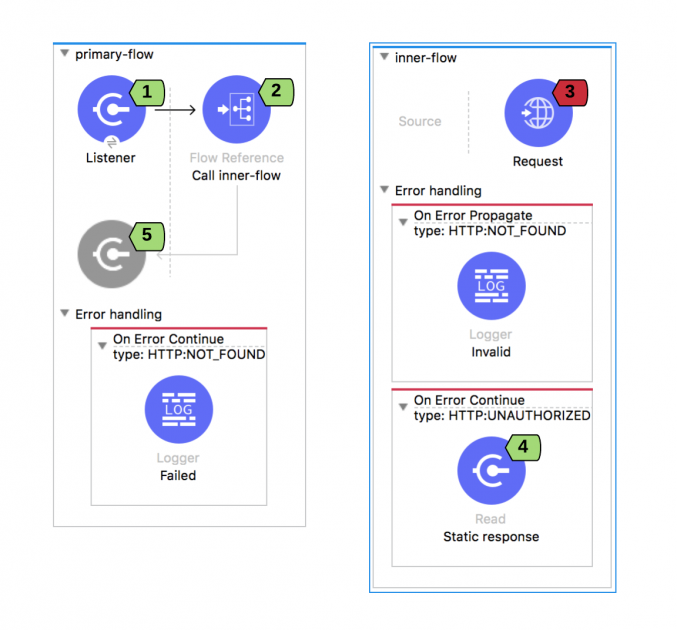 primary-flow
1
2
Listener
Flow Reference
Call inner-flow
5
Error handling
On Error Continue
type: HTTP:NOT_FOUND
LOG
Logger
Failed
inner-flow
Source
3
Request
Error handling
On Error Propagate
type: HTTP:NOT_FOUND
LOG
Logger
Invalid
On Error Continue
type: HTTP:UNAUTHORIZED
4
Read
Static response